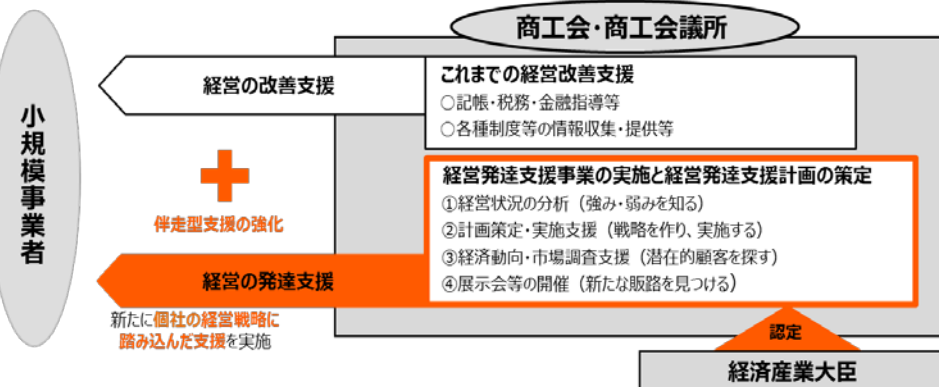 商工会・商工会議所
小規模事業者
経営の改善支援
これまでの経営改善支援
○記帳・税務・金融指導等
○各種制度等の情報収集・提供等
伴走型支援の強化
経営の発達支援
新たに個社の経営戦略に
踏み込んだ支援を実施
経営発達支援事業の実施と経営発達支援計画の策定
①経営状況の分析（強み・弱みを知る）
②計画策定・実施支援（戦略を作り、実施する）
③経済動向・市場調査支援（潜在的顧客を探す）
④展示会等の開催（新たな販路を見つける）
認定
経済産業大臣